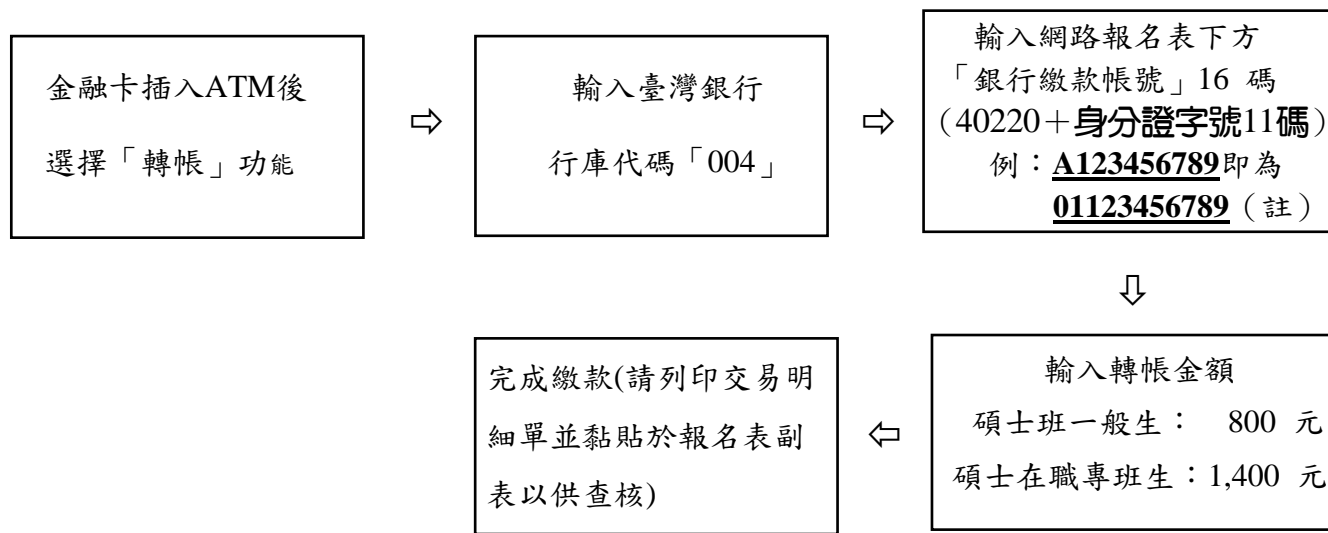 金融卡插入ATM後
選擇「轉帳」功能
⇨
輸入臺灣銀行
行庫代碼「004」
⇨
輸入網路報名表下方
「銀行繳款帳號」16 碼
（40220＋身分證字號11碼）
例：A123456789即為
01123456789（註）
⇩
輸入轉帳金額
碩士班一般生： 800 元
碩士在職專班生：1,400 元
⇦
完成繳款(請列印交易明
細單並黏貼於報名表副
表以供查核)